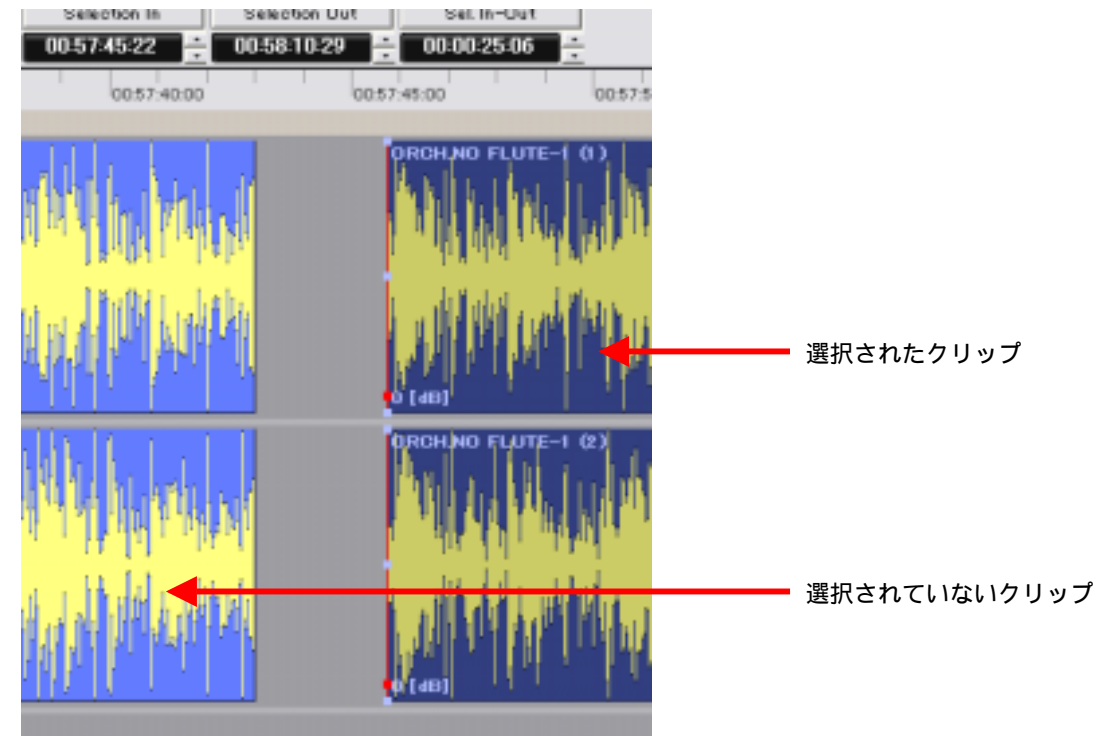 Selection In Selection Out Sel. In-Out
00:57:45:22 00:58:10:29 00:00:25:06
00:57:40:00 00:57:45:00 00:57:5
ORCH.NO FLUTE-1 (1)
選択されたクリップ
0 [dB]
ORCH.NO FLUTE-1 (2)
選択されていないクリップ
0 [dB]